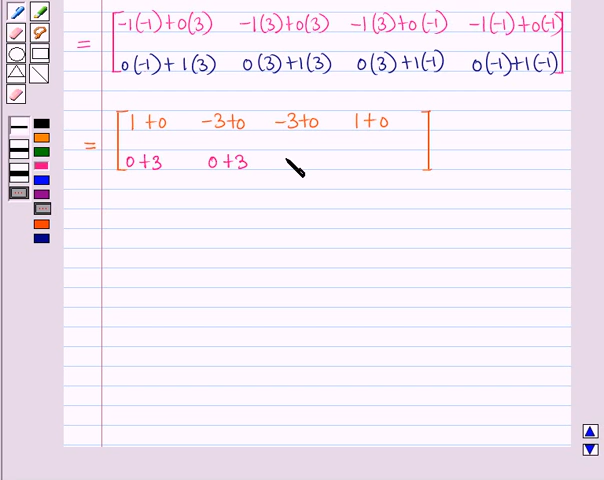 = [ -1(-1)+0(3) -1(3)+0(3) -1(3)+0(-1) -1(-1)+0(-1)
0(-1)+1(3) 0(3)+1(3) 0(3)+1(-1) 0(-1)+1(-1) ]
= [ 1+0 -3+0 -3+0 1+0
0+3 0+3 ]